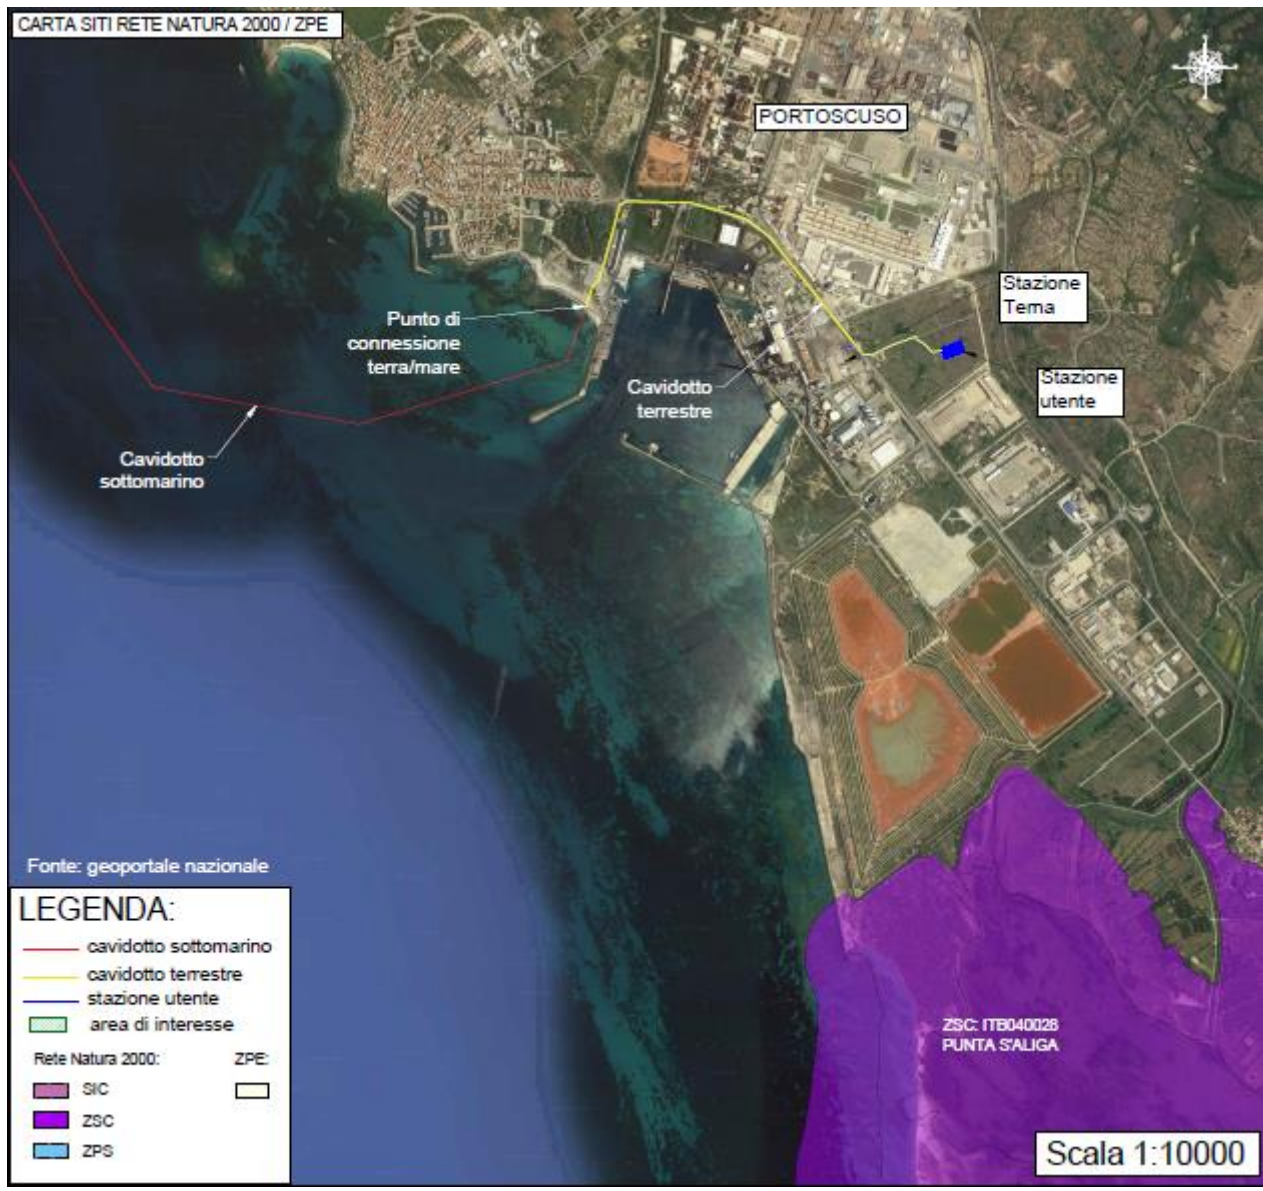 CARTA SITI RETE NATURA 2000 / ZPE
PORTOSCUSO
Stazione
Terna
Punto di
connessione
terra/mare
Stazione
utente
Cavidotto
terrestre
Cavidotto
sottomarino
Fonte: geoportale nazionale
LEGENDA:
cavidotto sottomarino
cavidotto terrestre
stazione utente
area di interesse
Rete Natura 2000:
ZPE:
SIC
ZSC
ZPS
ZSC: ITB040028
PUNTA S'ALIGA
Scala 1:10000